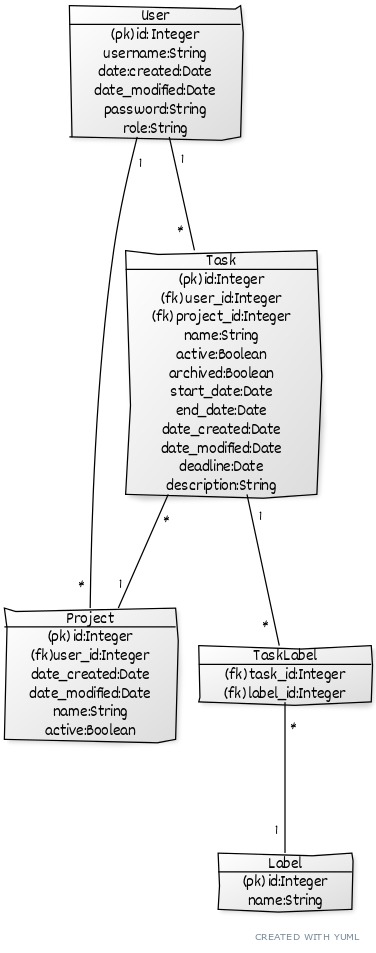 User
(pk)id:Integer
username:String
date:created:Date
date_modified:Date
password:String
role:String
1
1
*
Task
(pk)id:Integer
(fk)user_id:Integer
(fk)project_id:Integer
name:String
active:Boolean
archived:Boolean
start_date:Date
end_date:Date
date_created:Date
date_modified:Date
deadline:Date
description:String
*
1
*
1
*
Project
(pk)id:Integer
(fk)user_id:Integer
date_created:Date
date_modified:Date
name:String
active:Boolean
TaskLabel
(fk)task_id:Integer
(fk)label_id:Integer
*
1
Label
(pk)id:Integer
name:String
CREATED WITH YUML